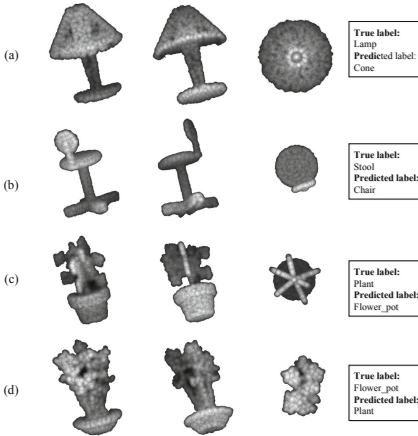 (a)
True label:
Lamp
Predicted label:
Cone
(b)
True label:
Stool
Predicted label:
Chair
(c)
True label:
Plant
Predicted label:
Flower_pot
(d)
True label:
Flower_pot
Predicted label:
Plant